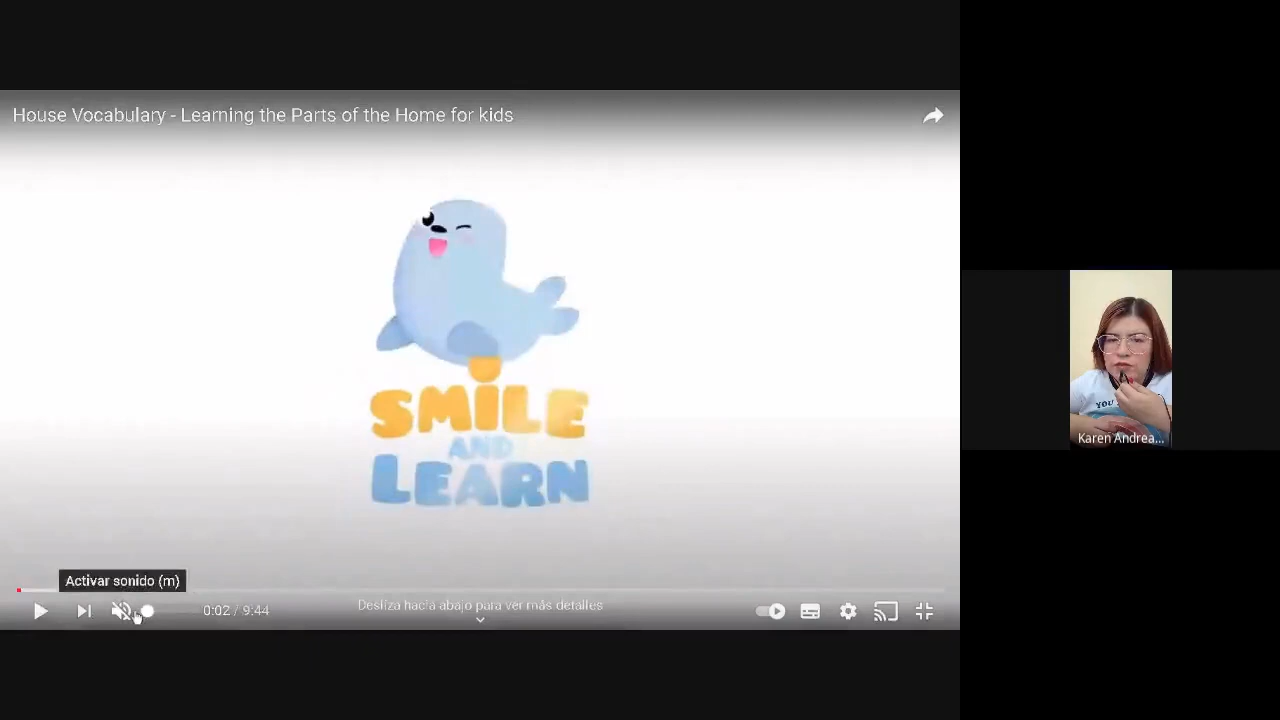 House Vocabulary - Learning the Parts of the Home for kids
SMILE
AND
LEARN
Activar sonido (m)
0:02 / 9:44
Desliza hacia abajo para ver más detalles
YOU
Karen Andrea...